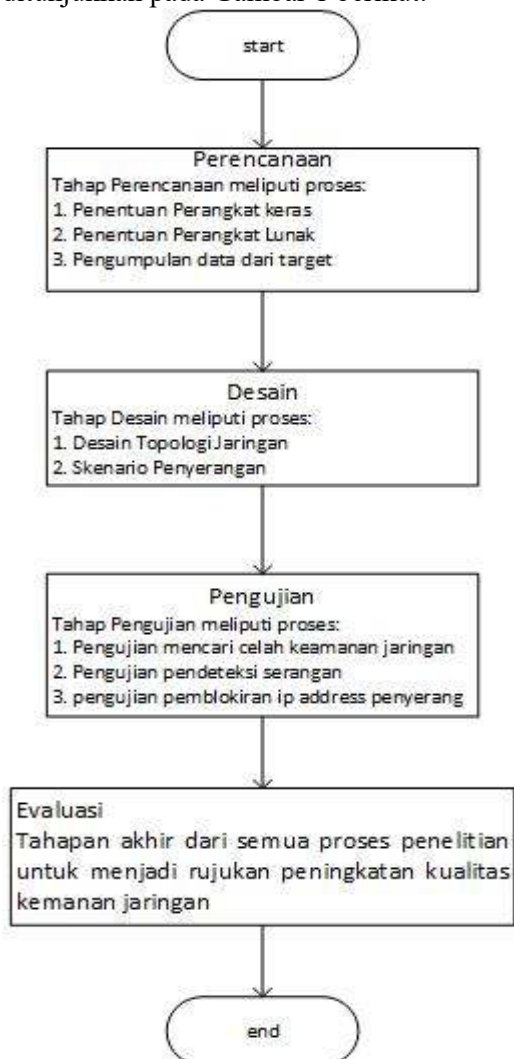 start
Perencanaan
Tahap Perencanaan meliputi proses:
1. Penentuan Perangkat keras
2. Penentuan Perangkat Lunak
3. Pengumpulan data dari target
Desain
Tahap Desain meliputi proses:
1. Desain Topologi Jaringan
2. Skenario Penyerangan
Pengujian
Tahap Pengujian meliputi proses:
1. Pengujian mencari celah keamanan jaringan
2. Pengujian pendeteksi serangan
3. pengujian pemblokiran ip address penyerang
Evaluasi
Tahapan akhir dari semua proses penelitian
untuk menjadi rujukan peningkatan kualitas
kemanan jaringan
end